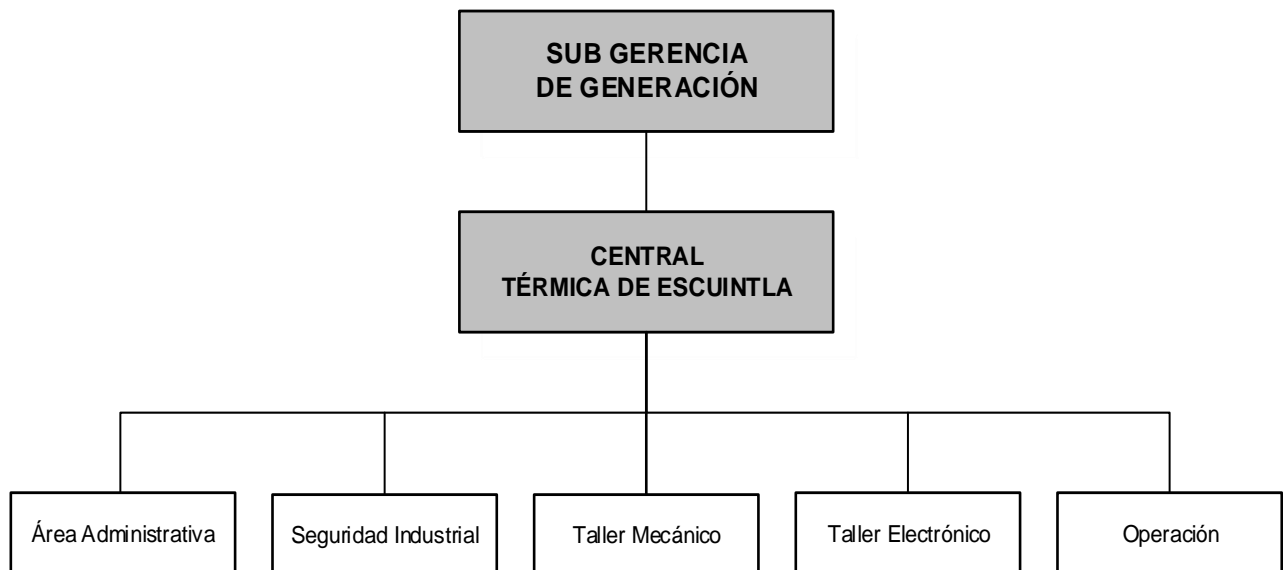 SUB GERENCIA
DE GENERACIÓN
CENTRAL
TÉRMICA DE ESCUINTLA
Área Administrativa
Seguridad Industrial
Taller Mecánico
Taller Electrónico
Operación